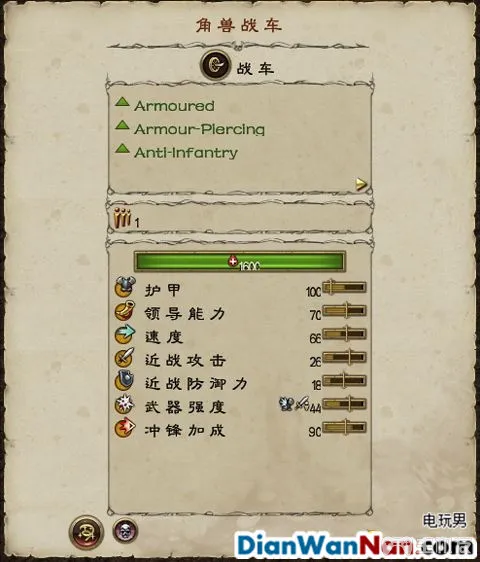 角兽战车
战车
Armoured
Armour-Piercing
Anti-Infantry
1
1600
护甲 100
领导能力 70
速度 66
近战攻击 26
近战防御力 18
武器强度 44
冲锋加成 90
电玩男
DianWanNan.com